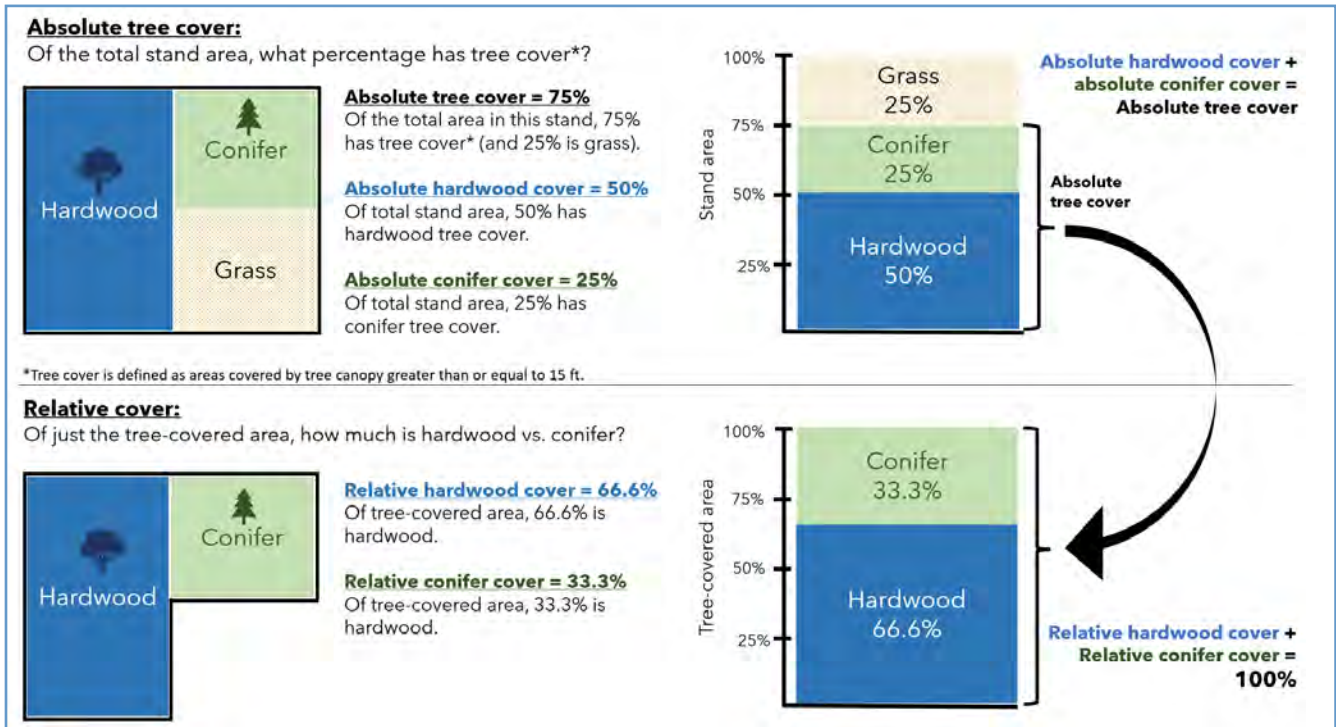 Absolute tree cover:
Of the total stand area, what percentage has tree cover*?
Hardwood
Conifer
Grass
Absolute tree cover = 75%
Of the total area in this stand, 75%
has tree cover* (and 25% is grass).
Absolute hardwood cover = 50%
Of total stand area, 50% has
hardwood tree cover.
Absolute conifer cover = 25%
Of total stand area, 25% has
conifer tree cover.
Stand area
100%
75%
50%
25%
Grass
25%
Conifer
25%
Hardwood
50%
Absolute
tree cover
Absolute hardwood cover +
absolute conifer cover =
Absolute tree cover
*Tree cover is defined as areas covered by tree canopy greater than or equal to 15 ft.
Relative cover:
Of just the tree-covered area, how much is hardwood vs. conifer?
Hardwood
Conifer
Relative hardwood cover = 66.6%
Of tree-covered area, 66.6% is
hardwood.
Relative conifer cover = 33.3%
Of tree-covered area, 33.3% is
hardwood.
Tree-covered area
100%
75%
50%
25%
Conifer
33.3%
Hardwood
66.6%
Relative hardwood cover +
Relative conifer cover =
100%